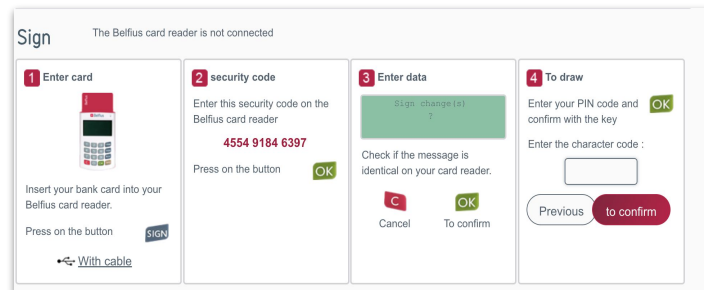 Sign
The Belfius card reader is not connected
1 Enter card
Insert your bank card into your
Belfius card reader.
Press on the button SIGN
With cable
2 security code
Enter this security code on the
Belfius card reader
4554 9184 6397
Press on the button OK
3 Enter data
Sign change(s)
?
Check if the message is
identical on your card reader.
C OK
Cancel To confirm
4 To draw
Enter your PIN code and OK
confirm with the key
Enter the character code :
Previous to confirm